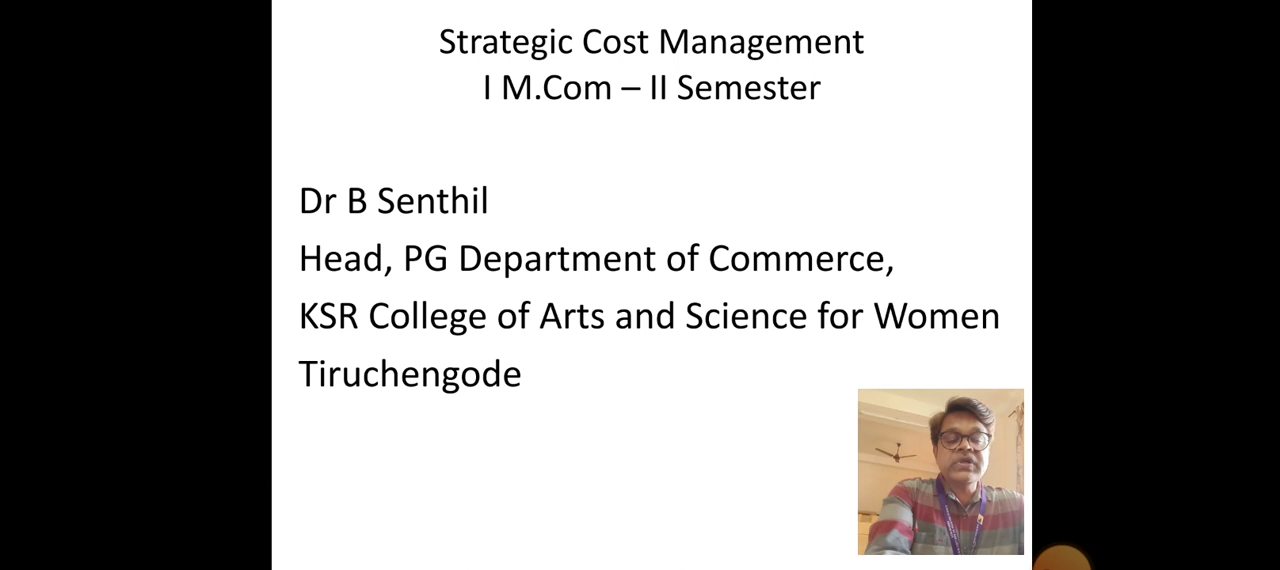 Strategic Cost Management
I M.Com – II Semester
Dr B Senthil
Head, PG Department of Commerce,
KSR College of Arts and Science for Women
Tiruchengode